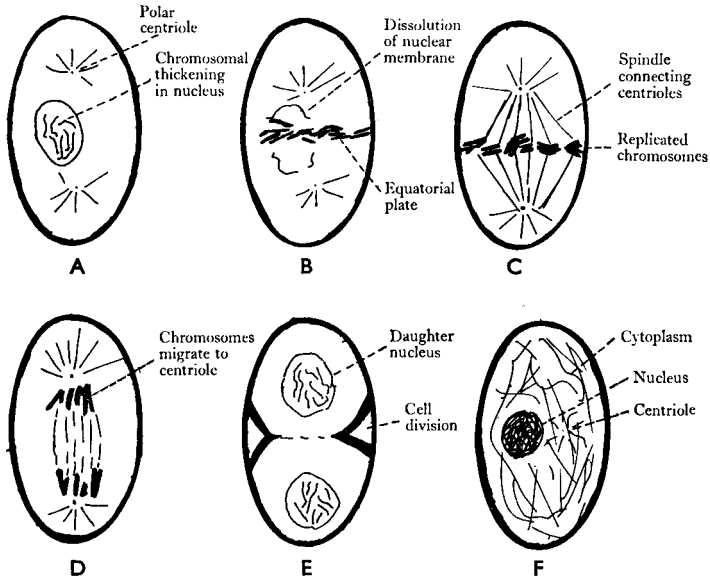 Polar
centriole
Chromosomal
thickening
in nucleus
A
Dissolution
of nuclear
membrane
Equatorial
plate
B
Spindle
connecting
centrioles
Replicated
chromosomes
C
Chromosomes
migrate to
centriole
D
Daughter
nucleus
Cell
division
E
Cytoplasm
Nucleus
Centriole
F